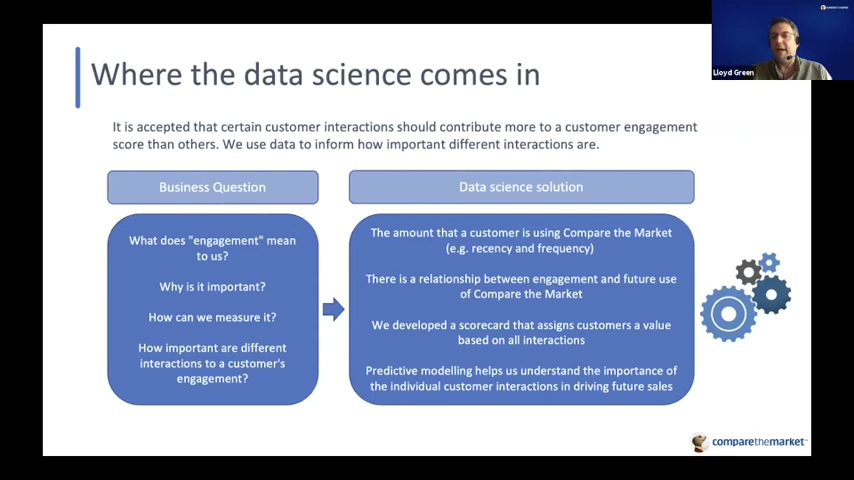 Where the data science comes in
Lloyd Green
It is accepted that certain customer interactions should contribute more to a customer engagement
score than others. We use data to inform how important different interactions are.
Business Question
What does "engagement" mean
to us?
Why is it important?
How can we measure it?
How important are different
interactions to a customer's
engagement?
Data science solution
The amount that a customer is using Compare the Market
(e.g. recency and frequency)
There is a relationship between engagement and future use
of Compare the Market
We developed a scorecard that assigns customers a value
based on all interactions
Predictive modelling helps us understand the importance of
the individual customer interactions in driving future sales
comparethemarket